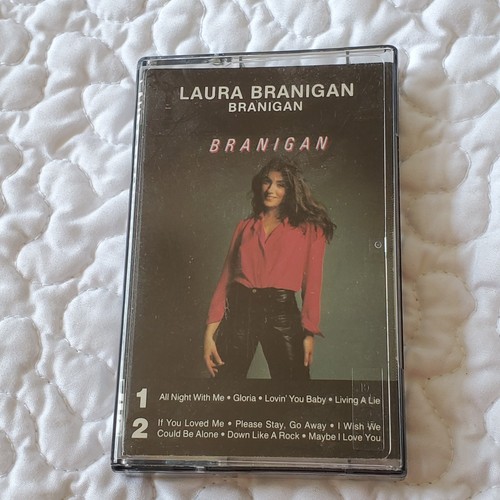 LAURA BRANIGAN
BRANIGAN
BRANIGAN
1 All Night With Me • Gloria • Lovin' You Baby • Living A Lie
2 If You Loved Me • Please Stay, Go Away • I Wish We
Could Be Alone • Down Like A Rock • Maybe I Love You